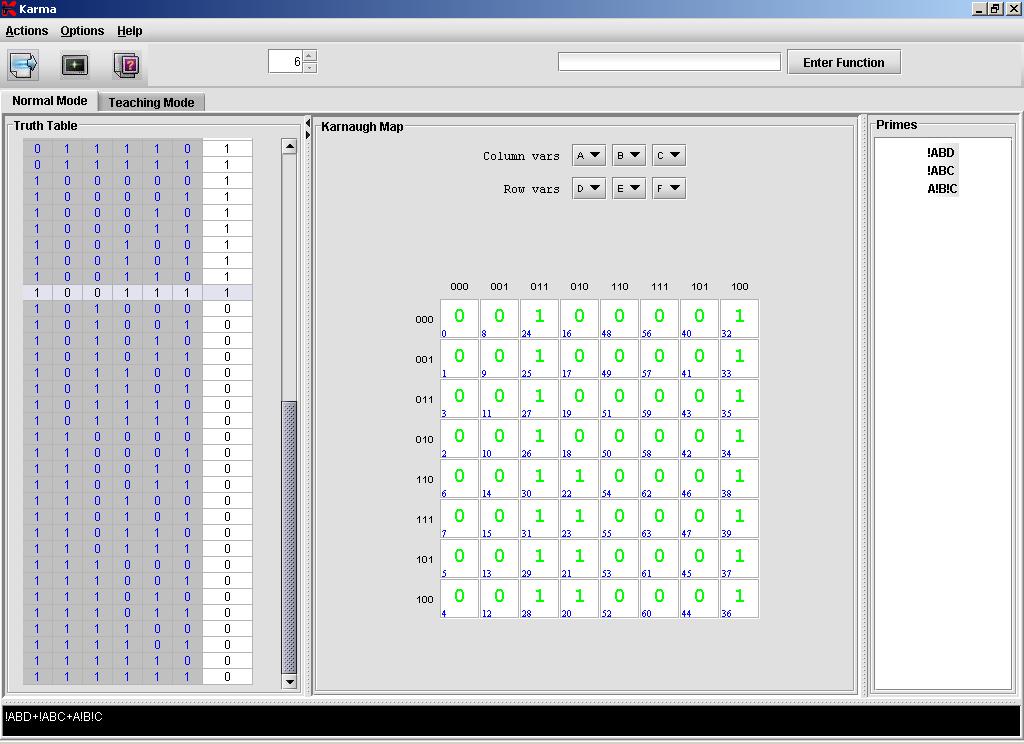 Karma
Actions Options Help
6 Enter Function
Normal Mode Teaching Mode
Truth Table
0 1 1 1 1 0 1
0 1 1 1 1 1 1
1 0 0 0 0 0 1
1 0 0 0 0 1 1
1 0 0 0 1 0 1
1 0 0 0 1 1 1
1 0 0 1 0 0 1
1 0 0 1 0 1 1
1 0 0 1 1 0 1
1 0 0 1 1 1 1
1 0 1 0 0 0 0
1 0 1 0 0 1 0
1 0 1 0 1 0 0
1 0 1 0 1 1 0
1 0 1 1 0 0 0
1 0 1 1 0 1 0
1 0 1 1 1 0 0
1 0 1 1 1 1 0
1 1 0 0 0 0 0
1 1 0 0 0 1 0
1 1 0 0 1 0 0
1 1 0 0 1 1 0
1 1 0 1 0 0 0
1 1 0 1 0 1 0
1 1 0 1 1 0 0
1 1 0 1 1 1 0
1 1 1 0 0 0 0
1 1 1 0 0 1 0
1 1 1 0 1 0 0
1 1 1 0 1 1 0
1 1 1 1 0 0 0
1 1 1 1 0 1 0
1 1 1 1 1 0 0
1 1 1 1 1 1 0
Karnaugh Map
Column vars A B C
Row vars D E F
000 001 011 010 110 111 101 100
000 0 0 1 0 0 0 0 1
0 8 24 16 48 56 40 32
001 0 0 1 0 0 0 0 1
1 9 25 17 49 57 41 33
011 0 0 1 0 0 0 0 1
3 11 27 19 51 59 43 35
010 0 0 1 0 0 0 0 1
2 10 26 18 50 58 42 34
110 0 0 1 1 0 0 0 1
6 14 30 22 54 62 46 38
111 0 0 1 1 0 0 0 1
7 15 31 23 55 63 47 39
101 0 0 1 1 0 0 0 1
5 13 29 21 53 61 45 37
100 0 0 1 1 0 0 0 1
4 12 28 20 52 60 44 36
Primes
!ABD
!ABC
A!B!C
!ABD+!ABC+A!B!C